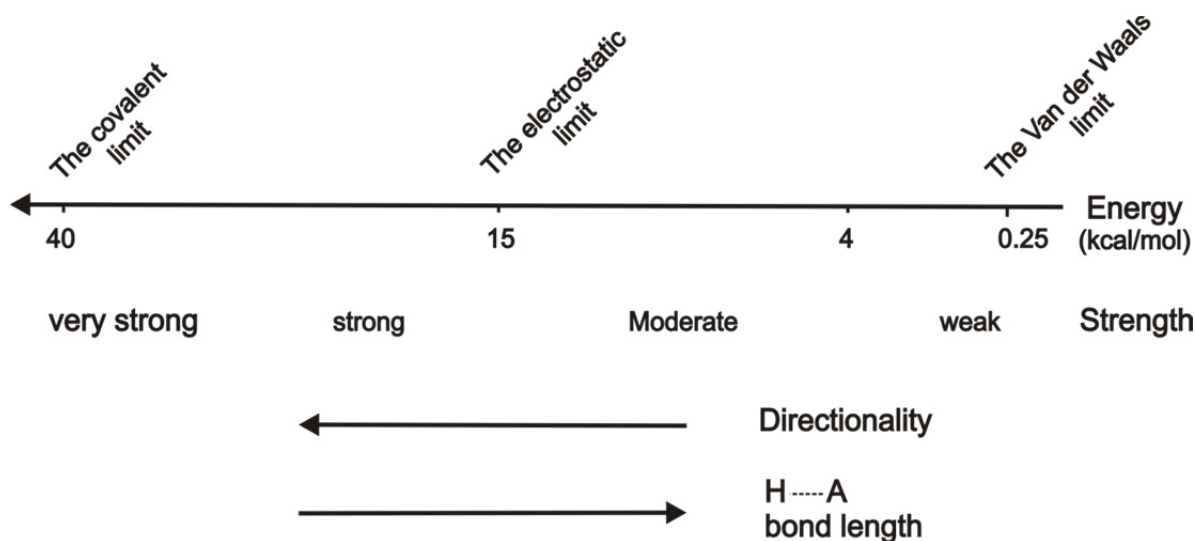 The covalent
limit
The electrostatic
limit
The Van der Waals
limit
Energy
(kcal/mol)
40
15
4
0.25
very strong
strong
Moderate
weak
Strength
Directionality
H-----A
bond length